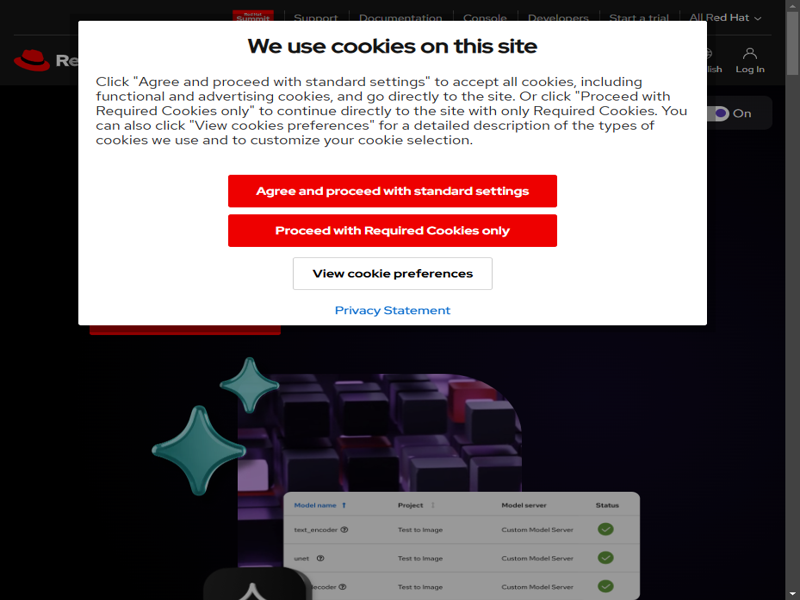 Red Hat
Summit
Support
Documentation
Console
Developers
Start a trial
All Red Hat
Re
lish
Log In
On
We use cookies on this site
Click "Agree and proceed with standard settings" to accept all cookies, including
functional and advertising cookies, and go directly to the site. Or click "Proceed with
Required Cookies only" to continue directly to the site with only Required Cookies. You
can also click "View cookies preferences" for a detailed description of the types of
cookies we use and to customize your cookie selection.
Agree and proceed with standard settings
Proceed with Required Cookies only
View cookie preferences
Privacy Statement
Model name Project Model server Status
text_encoder Test to Image Custom Model Server
unet Test to Image Custom Model Server
decoder Test to Image Custom Model Server